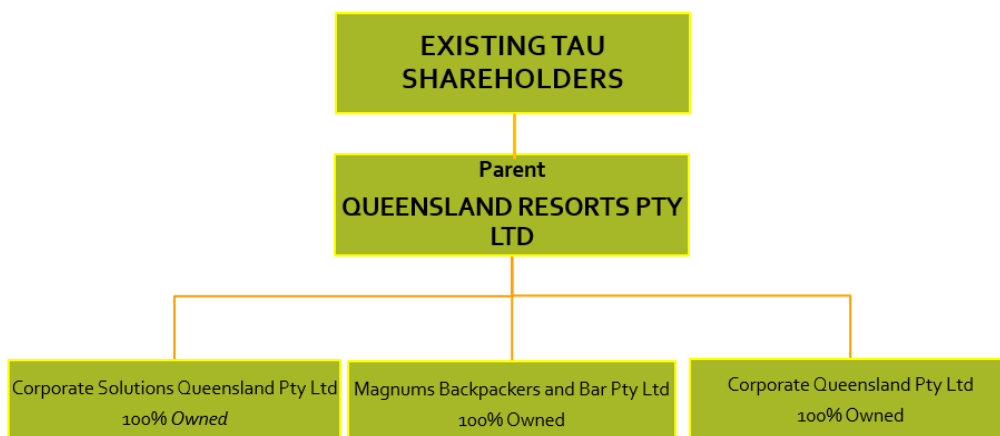 EXISTING TAU
SHAREHOLDERS
Parent
QUEENSLAND RESORTS PTY
LTD
Corporate Solutions Queensland Pty Ltd
100% Owned
Magnums Backpackers and Bar Pty Ltd
100% Owned
Corporate Queensland Pty Ltd
100% Owned